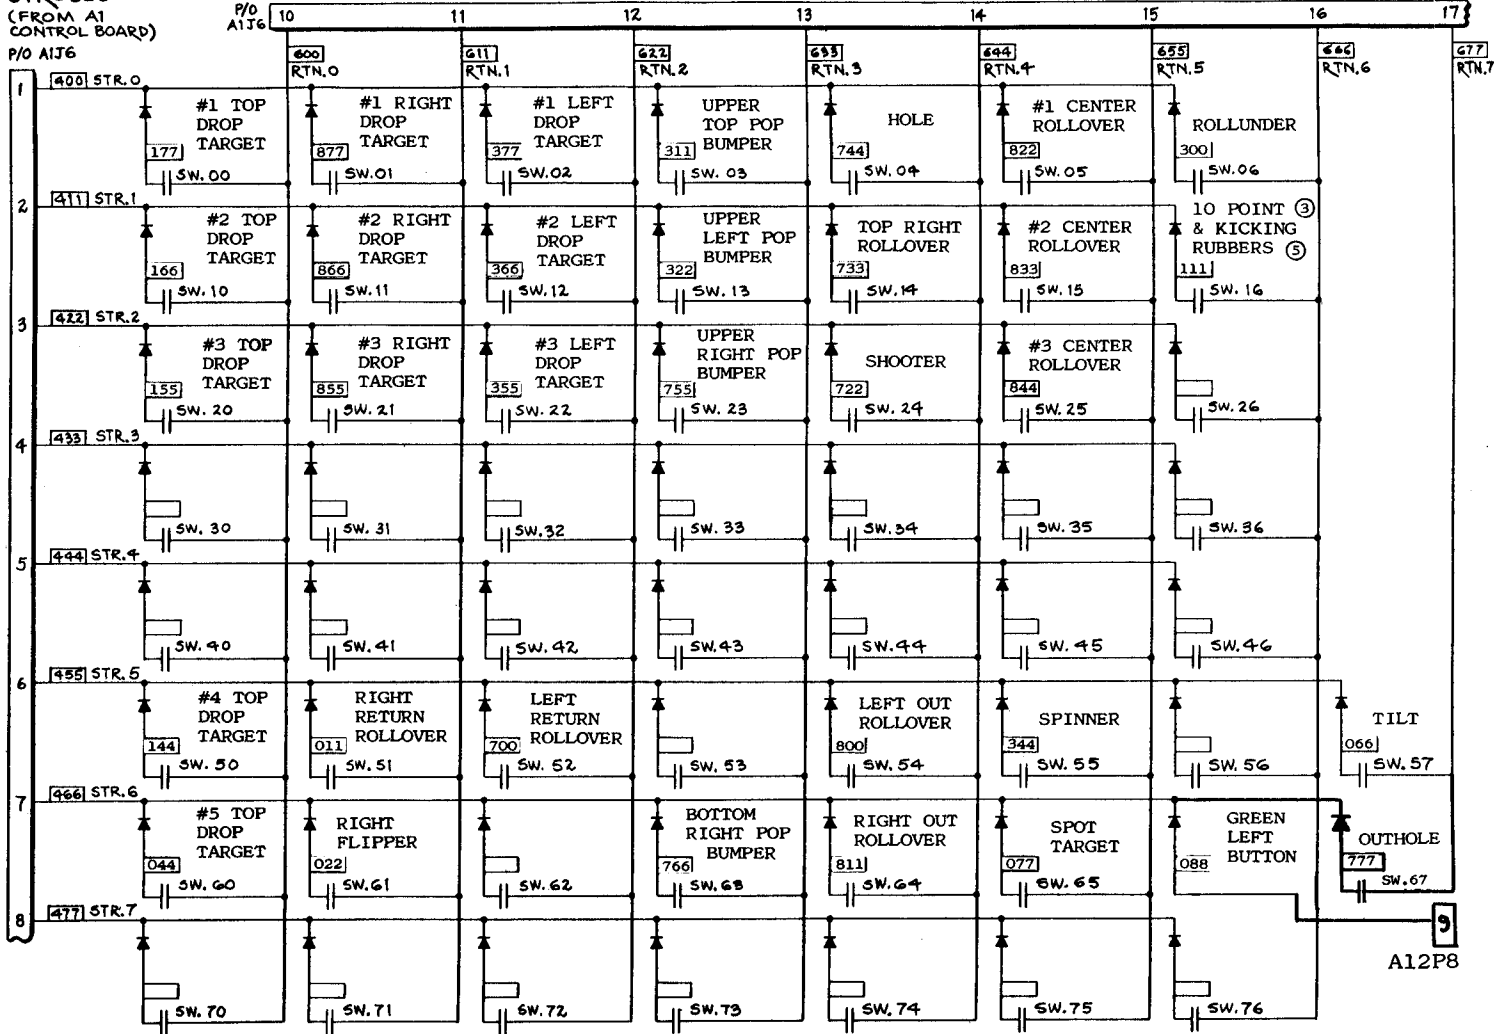 (FROM A1
CONTROL BOARD)
P/O A1J6
P/O
A1J6
10 11 12 13 14 15 16 17
600 611 622 633 644 655 666 677
RTN.0 RTN.1 RTN.2 RTN.3 RTN.4 RTN.5 RTN.6 RTN.7
1 400 STR.0
#1 TOP
DROP
TARGET
177
SW.00
#1 RIGHT
DROP
TARGET
877
SW.01
#1 LEFT
DROP
TARGET
377
SW.02
UPPER
TOP POP
BUMPER
311
SW.03
HOLE
744
SW.04
#1 CENTER
ROLLOVER
822
SW.05
ROLLUNDER
300
SW.06
2 411 STR.1
#2 TOP
DROP
TARGET
166
SW.10
#2 RIGHT
DROP
TARGET
866
SW.11
#2 LEFT
DROP
TARGET
366
SW.12
UPPER
LEFT POP
BUMPER
322
SW.13
TOP RIGHT
ROLLOVER
733
SW.14
#2 CENTER
ROLLOVER
833
SW.15
10 POINT ③
& KICKING
RUBBERS ⑤
111
SW.16
3 422 STR.2
#3 TOP
DROP
TARGET
155
SW.20
#3 RIGHT
DROP
TARGET
855
SW.21
#3 LEFT
DROP
TARGET
355
SW.22
UPPER
RIGHT POP
BUMPER
755
SW.23
SHOOTER
722
SW.24
#3 CENTER
ROLLOVER
844
SW.25
SW.26
4 433 STR.3
SW.30 SW.31 SW.32 SW.33 SW.34 SW.35 SW.36
5 444 STR.4
SW.40 SW.41 SW.42 SW.43 SW.44 SW.45 SW.46
6 455 STR.5
#4 TOP
DROP
TARGET
144
SW.50
RIGHT
RETURN
ROLLOVER
011
SW.51
LEFT
RETURN
ROLLOVER
700
SW.52
SW.53
LEFT OUT
ROLLOVER
800
SW.54
SPINNER
344
SW.55
SW.56
TILT
066
SW.57
7 466 STR.6
#5 TOP
DROP
TARGET
044
SW.60
RIGHT
FLIPPER
022
SW.61
SW.62
BOTTOM
RIGHT POP
BUMPER
766
SW.63
RIGHT OUT
ROLLOVER
811
SW.64
SPOT
TARGET
077
SW.65
GREEN
LEFT
BUTTON
088
OUTHOLE
777
SW.67
8 477 STR.7
9
A12P8
SW.70 SW.71 SW.72 SW.73 SW.74 SW.75 SW.76